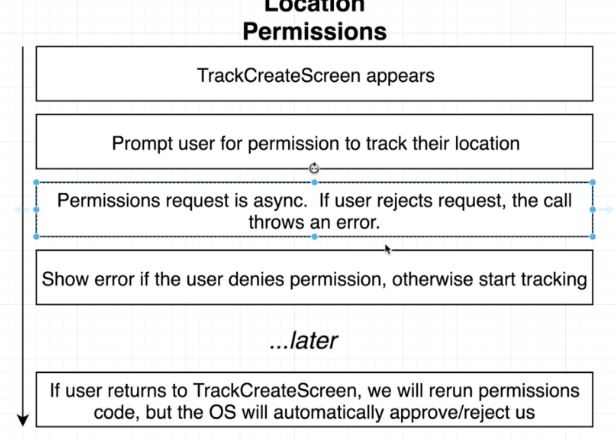 Location
Permissions
TrackCreateScreen appears
Prompt user for permission to track their location
Permissions request is async.  If user rejects request, the call
throws an error.
Show error if the user denies permission, otherwise start tracking
...later
If user returns to TrackCreateScreen, we will rerun permissions
code, but the OS will automatically approve/reject us